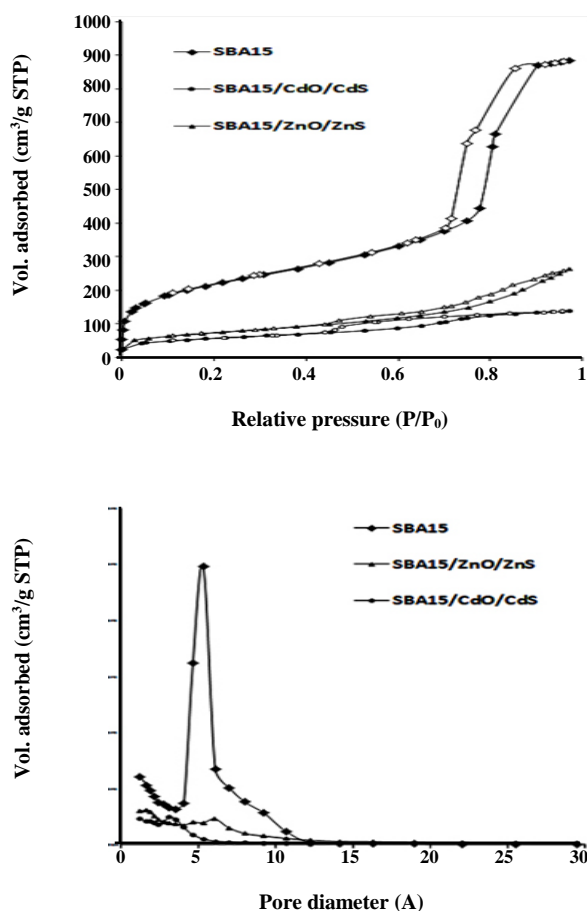 1000
900
800
700
600
500
400
300
200
100
0
SBA15
SBA15/CdO/CdS
SBA15/ZnO/ZnS
Vol. adsorbed (cm³/g STP)
0 0.2 0.4 0.6 0.8 1
Relative pressure (P/P₀)
SBA15
SBA15/ZnO/ZnS
SBA15/CdO/CdS
Vol. adsorbed (cm³/g STP)
0 5 10 15 20 25 30
Pore diameter (A)